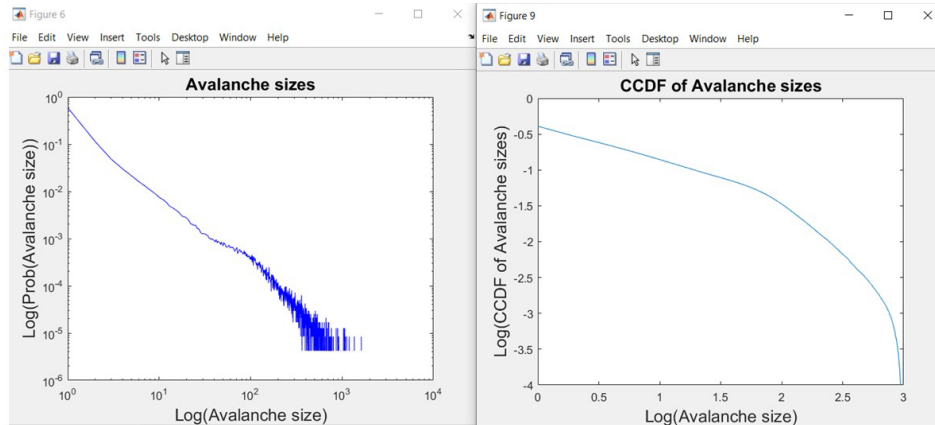 Figure 6
File Edit View Insert Tools Desktop Window Help
Avalanche sizes
Log(Prob(Avalanche size))
10^0
10^-1
10^-2
10^-3
10^-4
10^-5
10^-6
10^0 10^1 10^2 10^3 10^4
Log(Avalanche size)
Figure 9
File Edit View Insert Tools Desktop Window Help
CCDF of Avalanche sizes
Log(CCDF of Avalanche sizes)
0
-0.5
-1
-1.5
-2
-2.5
-3
-3.5
-4
0 0.5 1 1.5 2 2.5 3
Log(Avalanche size)